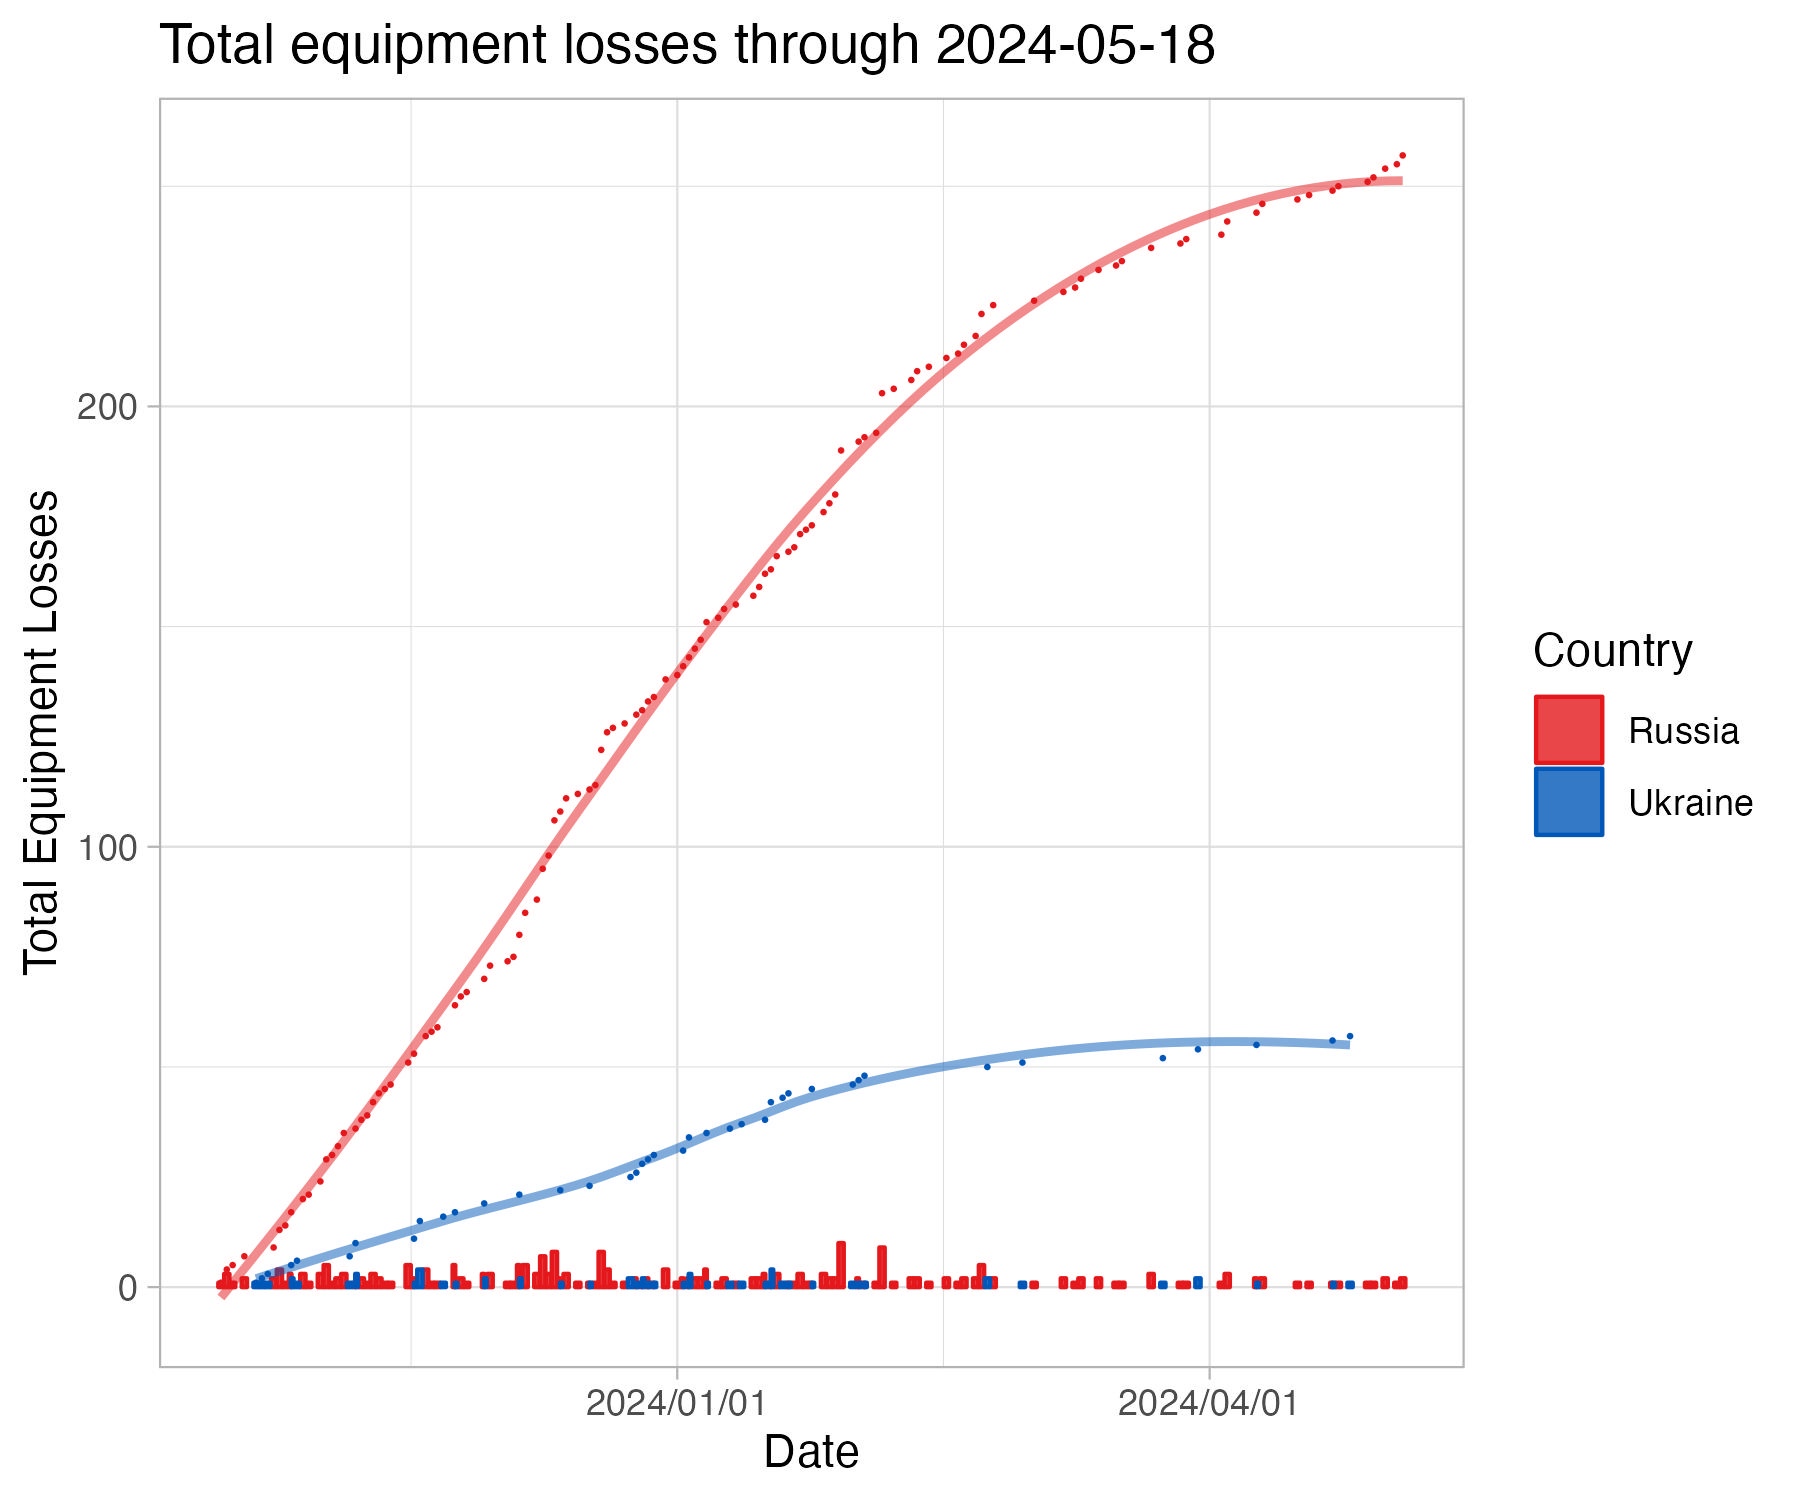 Total equipment losses through 2024-05-18
Total Equipment Losses
200
100
0
2024/01/01
2024/04/01
Date
Country
Russia
Ukraine